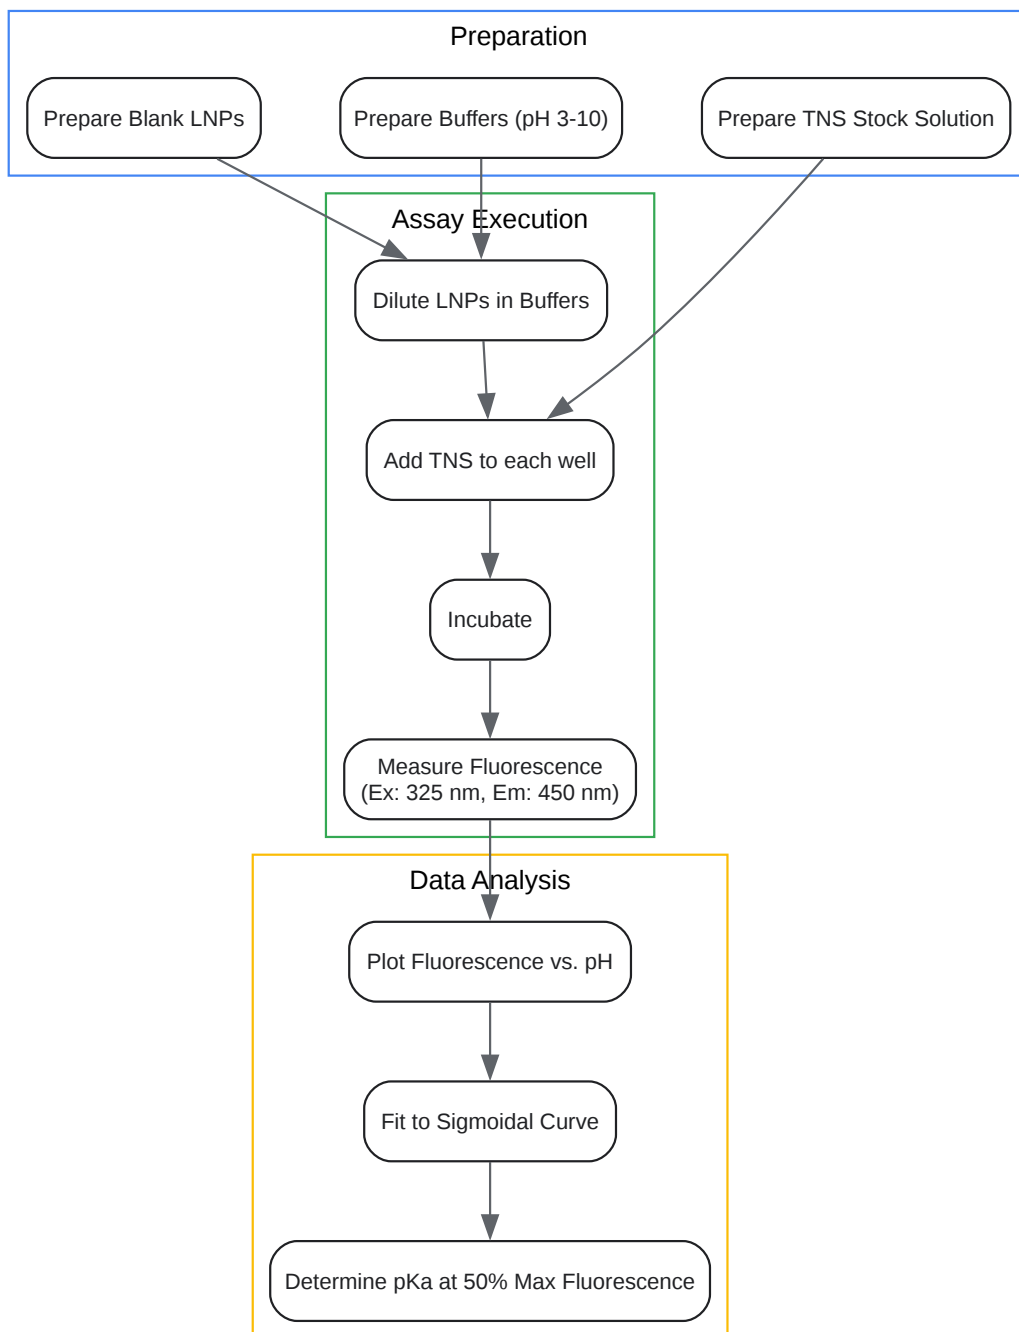 Preparation
Prepare Blank LNPs
Prepare Buffers (pH 3-10)
Prepare TNS Stock Solution
Assay Execution
Dilute LNPs in Buffers
Add TNS to each well
Incubate
Measure Fluorescence
(Ex: 325 nm, Em: 450 nm)
Data Analysis
Plot Fluorescence vs. pH
Fit to Sigmoidal Curve
Determine pKa at 50% Max Fluorescence